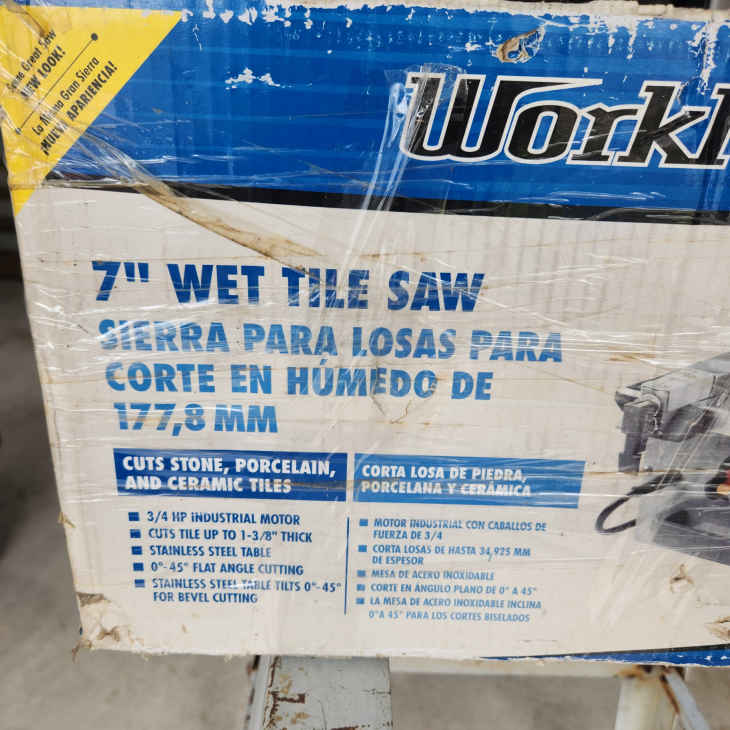 Same Great Saw
NEW LOOK!
La Misma Gran Sierra
¡NUEVA APARIENCIA!
Workf
7" WET TILE SAW
SIERRA PARA LOSAS PARA
CORTE EN HÚMEDO DE
177,8 MM
CUTS STONE, PORCELAIN,
AND CERAMIC TILES
3/4 HP INDUSTRIAL MOTOR
CUTS TILE UP TO 1-3/8" THICK
STAINLESS STEEL TABLE
0°- 45° FLAT ANGLE CUTTING
STAINLESS STEEL TABLE TILTS 0°-45°
FOR BEVEL CUTTING
CORTA LOSA DE PIEDRA,
PORCELANA Y CERÁMICA
MOTOR INDUSTRIAL CON CABALLOS DE
FUERZA DE 3/4
CORTA LOSAS DE HASTA 34,925 MM
DE ESPESOR
MESA DE ACERO INOXIDABLE
CORTE EN ÁNGULO PLANO DE 0° A 45°
LA MESA DE ACERO INOXIDABLE INCLINA
0°A 45° PARA LOS CORTES BISELADOS